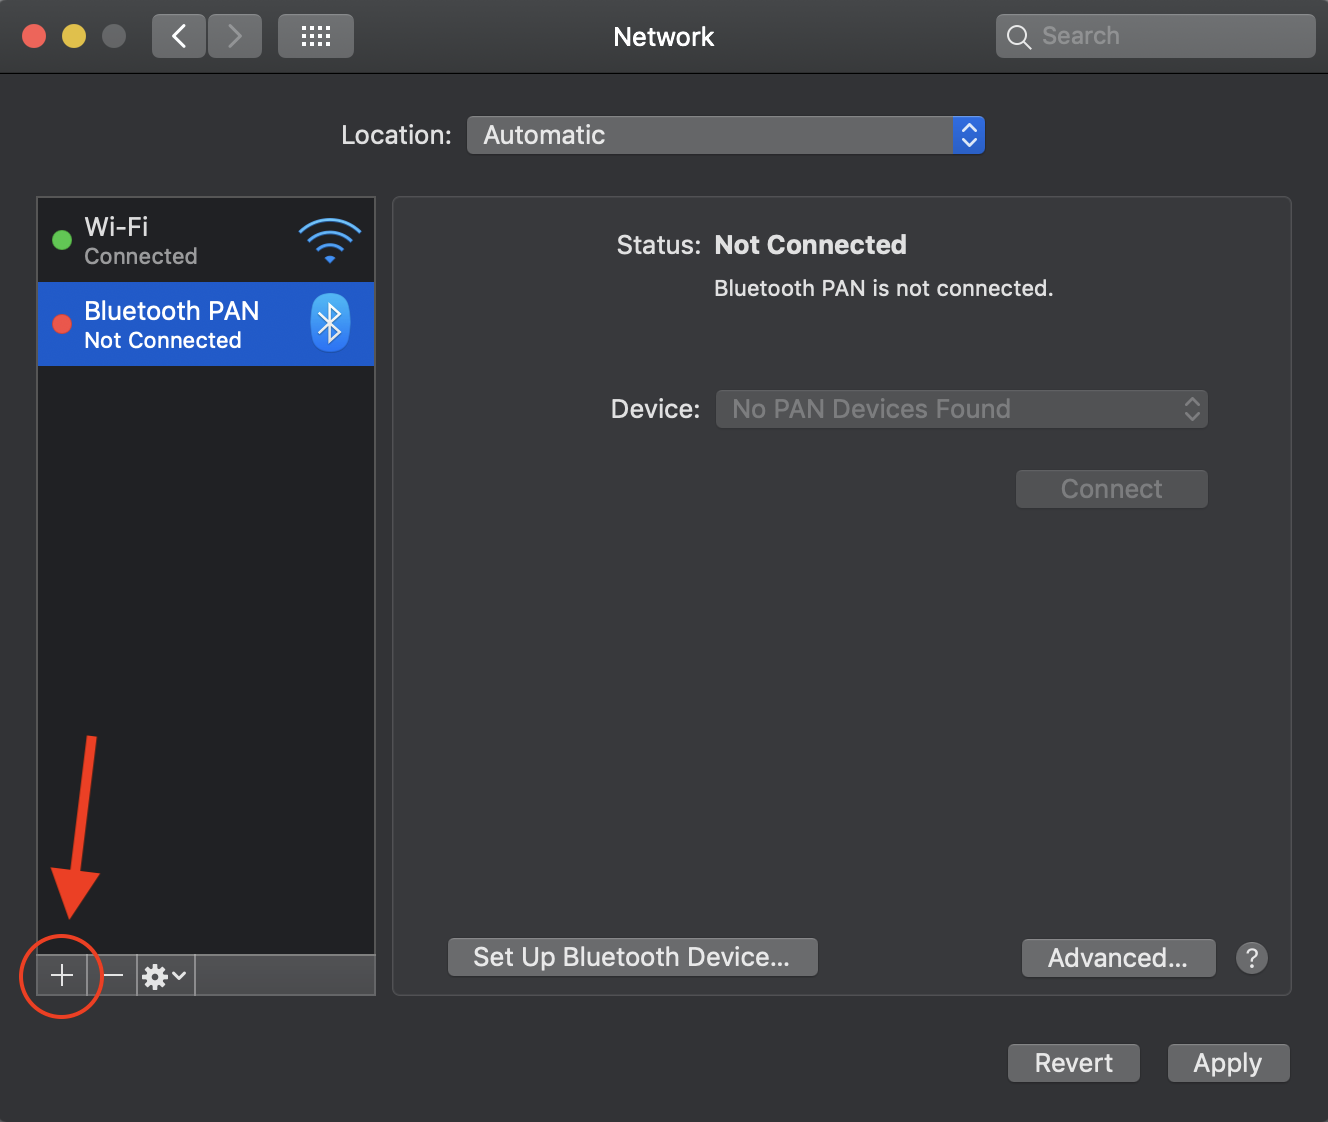 Network
Search
Location: Automatic
Wi-Fi
Connected
Bluetooth PAN
Not Connected
Status: Not Connected
Bluetooth PAN is not connected.
Device: No PAN Devices Found
Connect
Set Up Bluetooth Device...
Advanced...
?
Revert
Apply